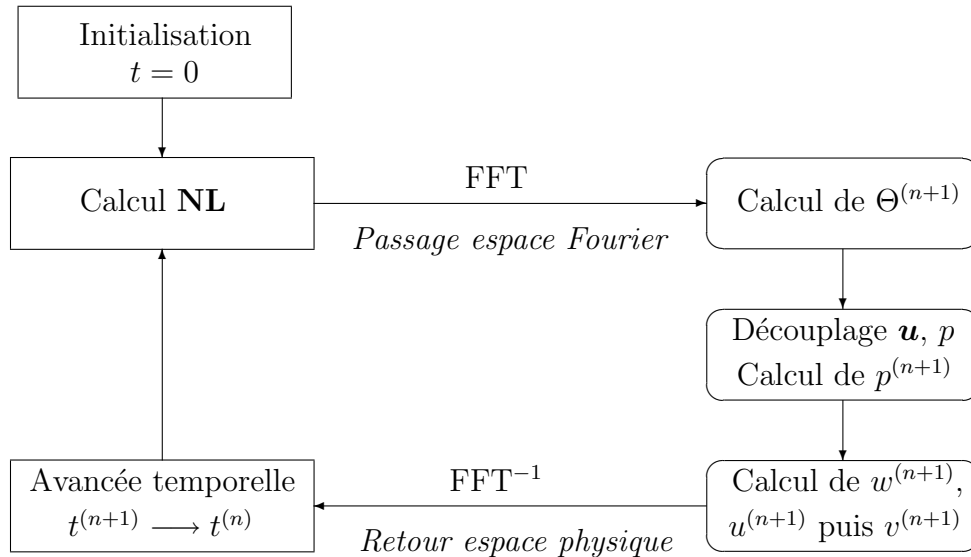 Initialisation
t = 0
Calcul NL
FFT
Passage espace Fourier
Calcul de Θ^(n+1)
Découplage u, p
Calcul de p^(n+1)
Calcul de w^(n+1),
u^(n+1) puis v^(n+1)
FFT^−1
Retour espace physique
Avancée temporelle
t^(n+1) ⟶ t^(n)